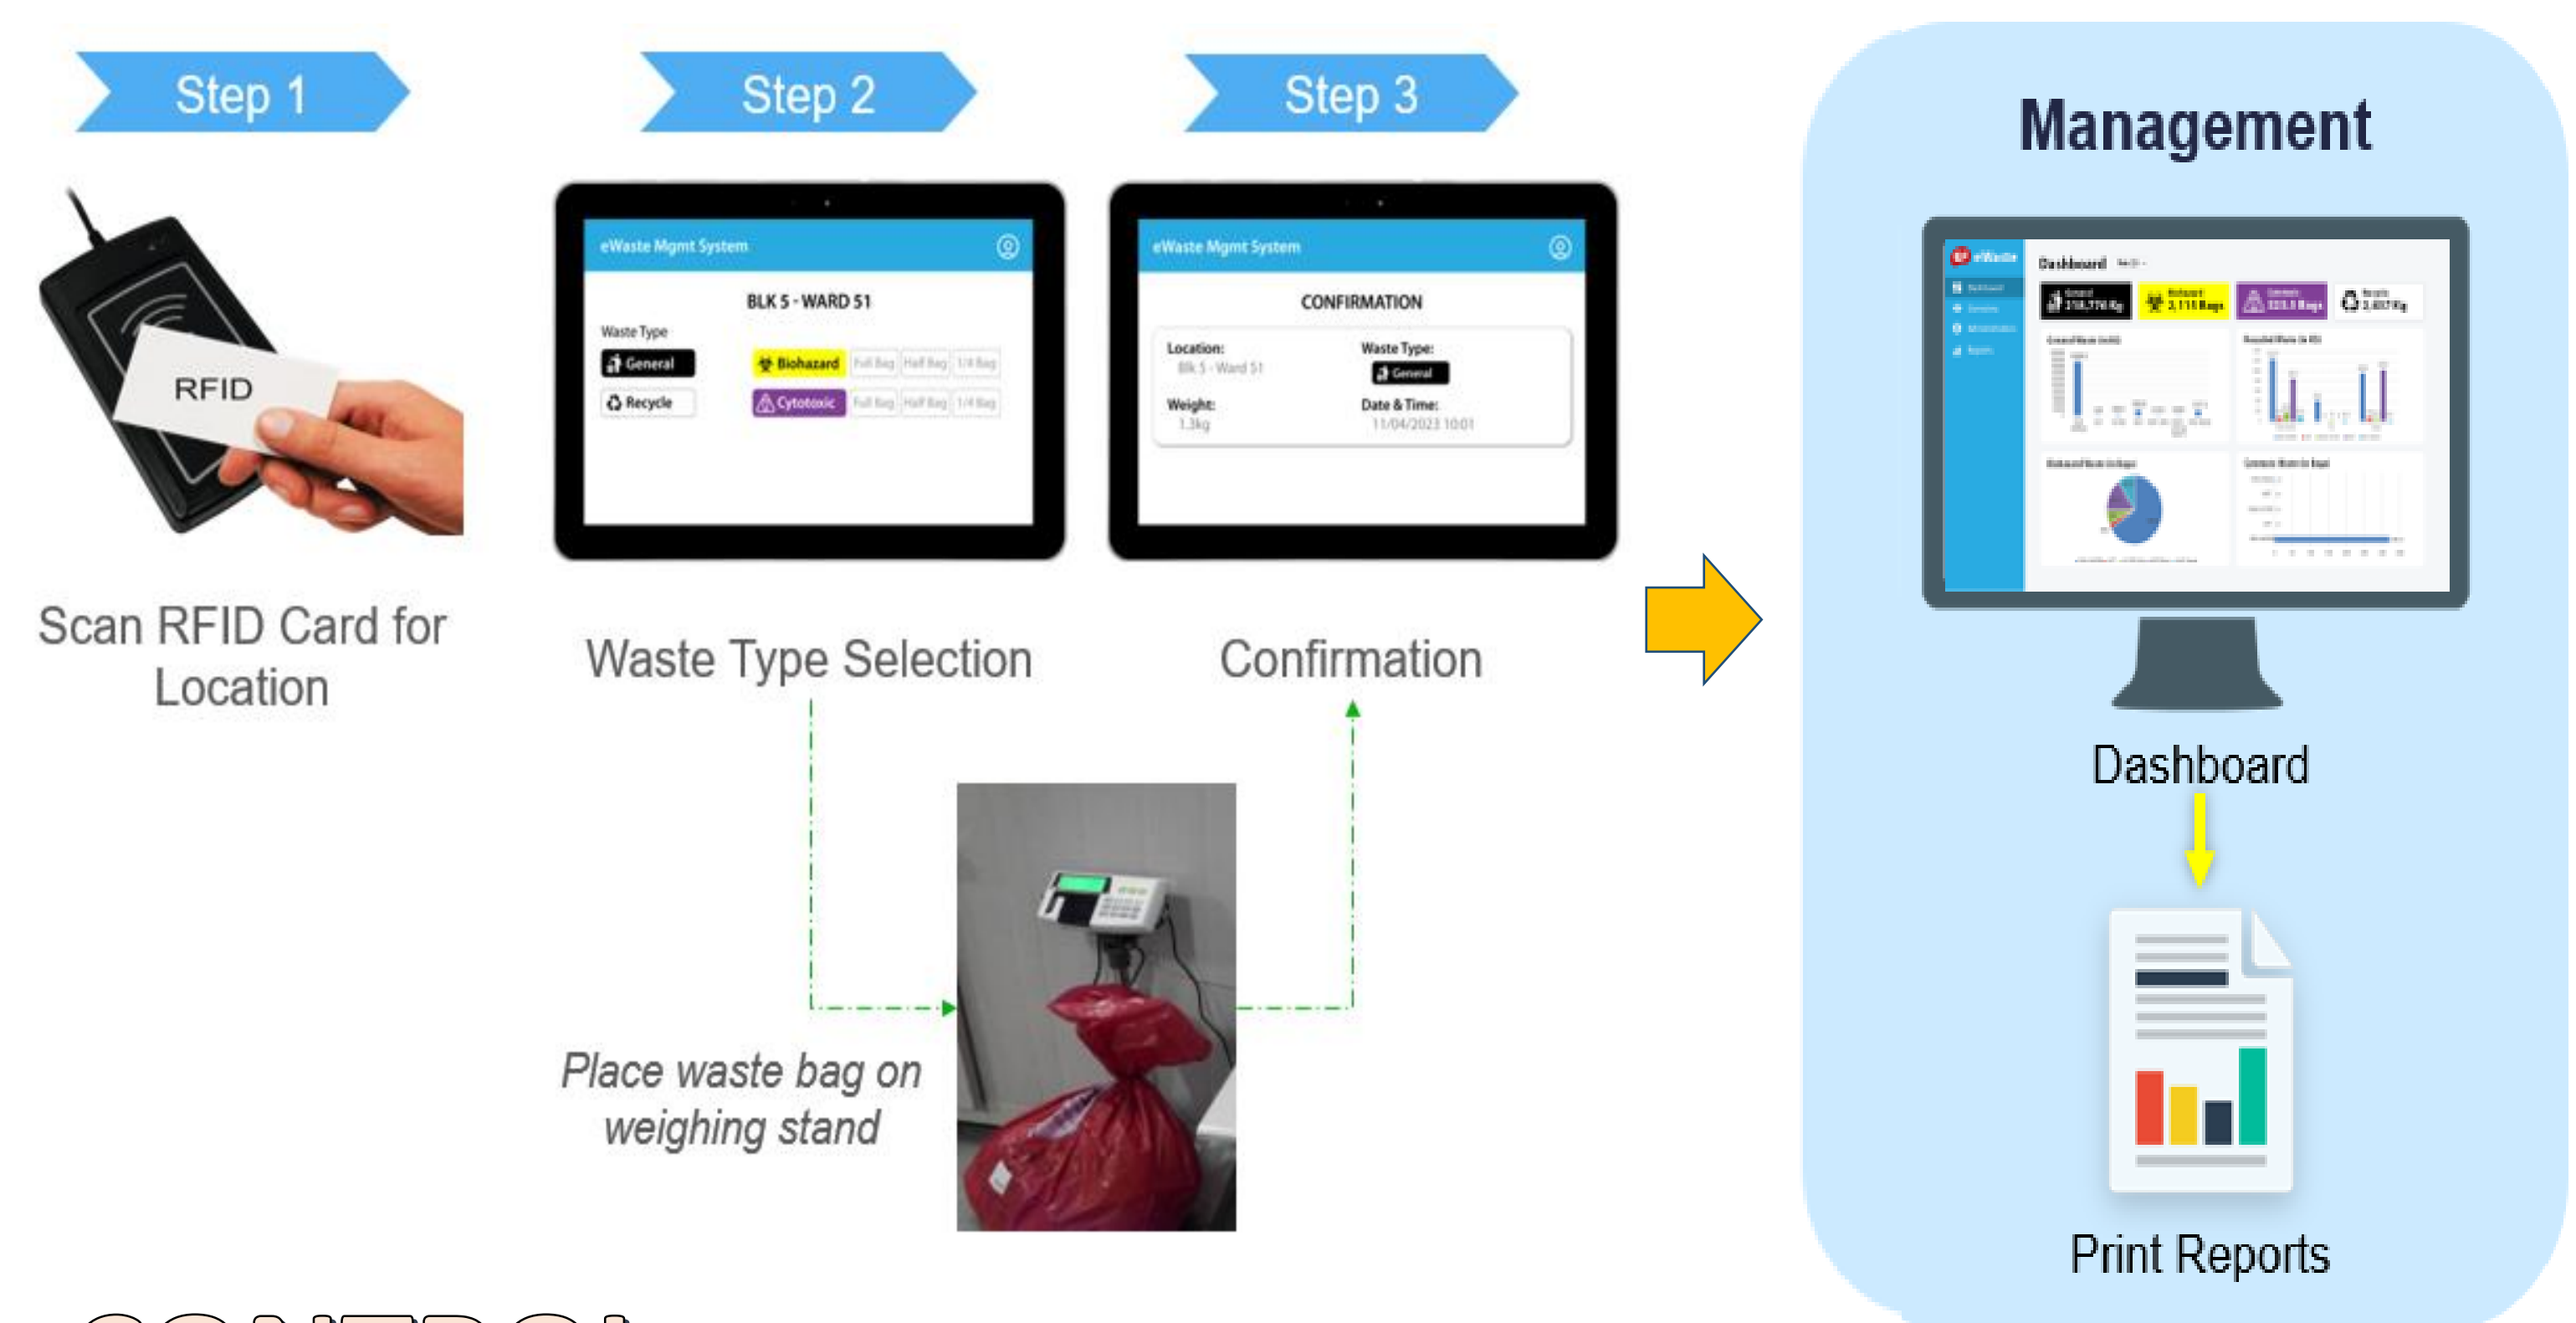 Step 1
Step 2
Step 3
RFID
Scan RFID Card for
Location
eWaste Mgmt System
BLK 5 - WARD 51
Waste Type
General
Biohazard Full Bag Half Bag 1/4 Bag
Recycle
Cytotoxic Full Bag Half Bag 1/4 Bag
Waste Type Selection
eWaste Mgmt System
CONFIRMATION
Location:
Blk 5 - Ward 51
Waste Type:
General
Weight:
1.3kg
Date & Time:
11/04/2023 10:01
Confirmation
Place waste bag on
weighing stand
Management
eWaste
Dashboard
General
Biohazard
Dashboard
Print Reports
CONTROL